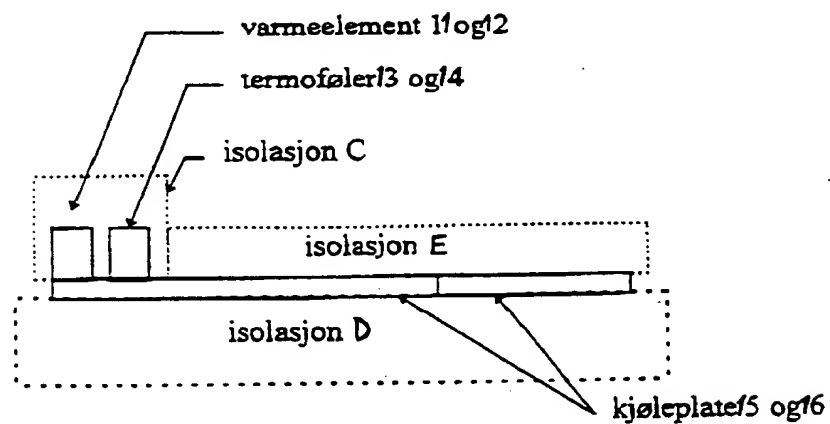 varmeelement 11og12
termoføler13 og14
isolasjon C
isolasjon E
isolasjon D
kjøleplate15 og16